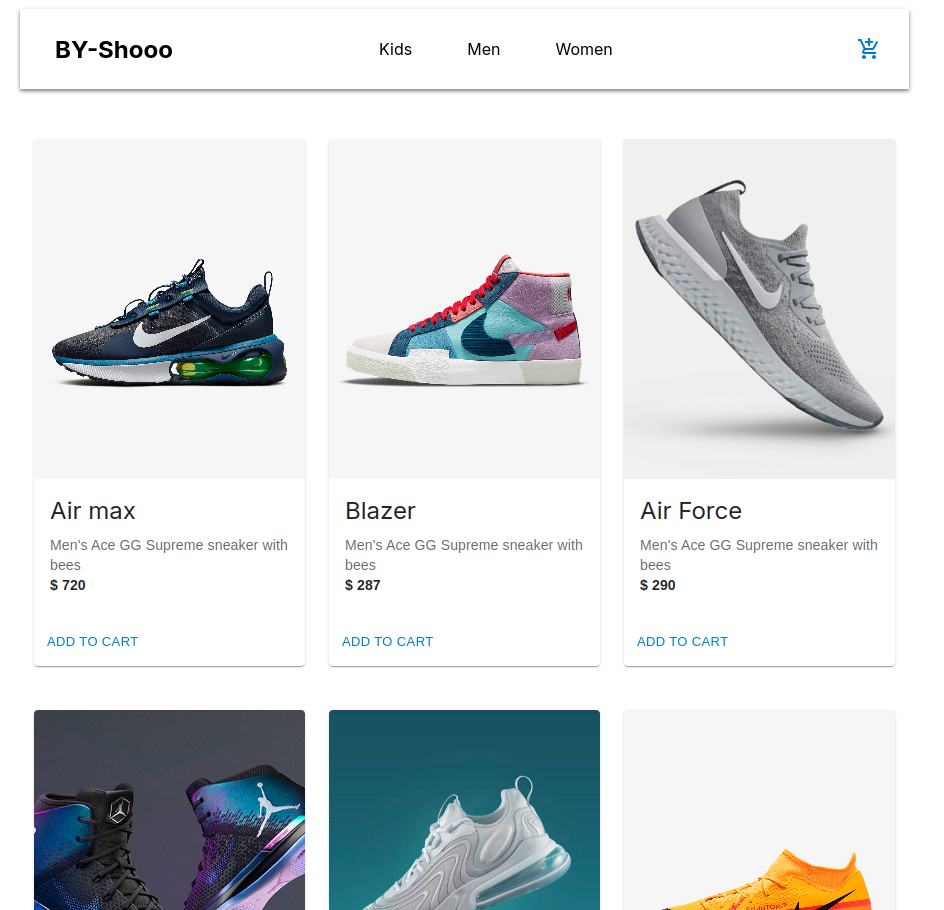 BY-Shooo
Kids
Men
Women
Air max
Men's Ace GG Supreme sneaker with
bees
$ 720
ADD TO CART
Blazer
Men's Ace GG Supreme sneaker with
bees
$ 287
ADD TO CART
Air Force
Men's Ace GG Supreme sneaker with
bees
$ 290
ADD TO CART
PHANTOM